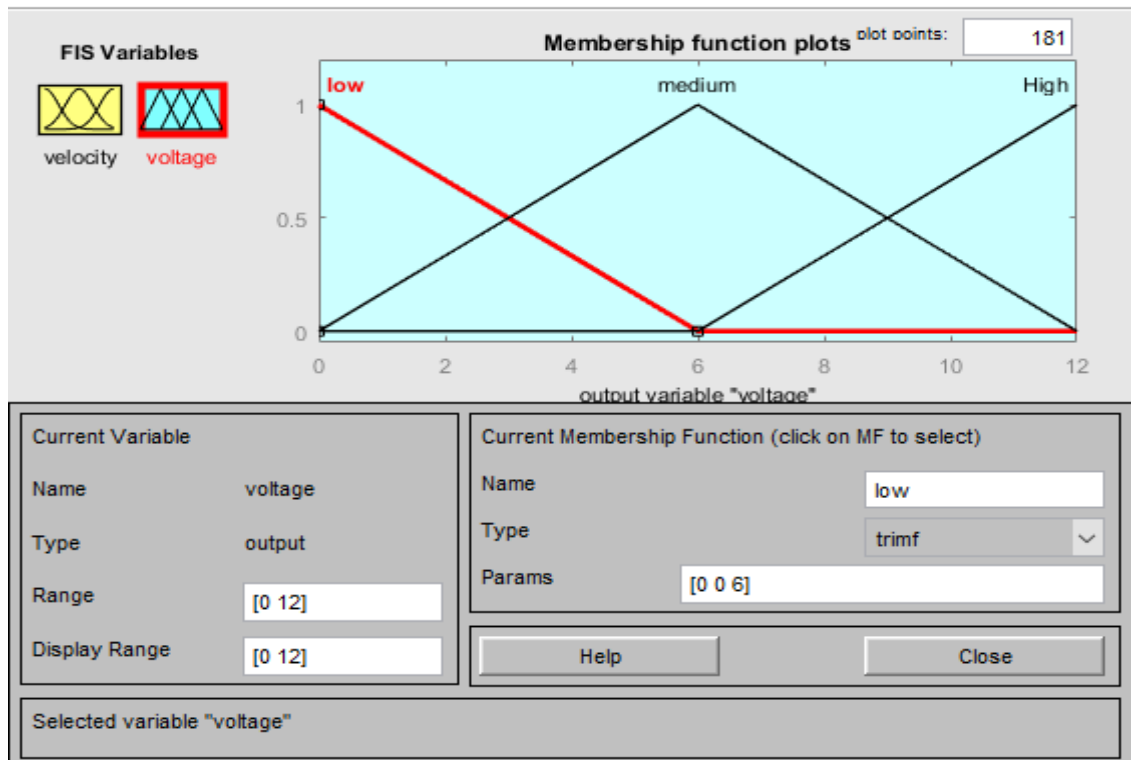 FIS Variables
velocity
voltage
Membership function plots
plot points:
181
low
medium
High
1
0.5
0
0 2 4 6 8 10 12
output variable "voltage"
Current Variable
Name voltage
Type output
Range [0 12]
Display Range [0 12]
Current Membership Function (click on MF to select)
Name low
Type trimf
Params [0 0 6]
Help
Close
Selected variable "voltage"